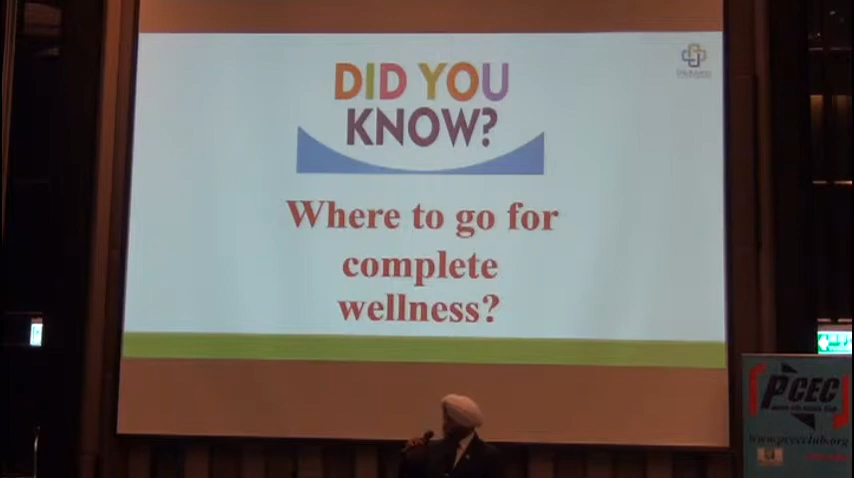 DID YOU
KNOW?
Where to go for
complete
wellness?
PCEC
www.pcecclub.org